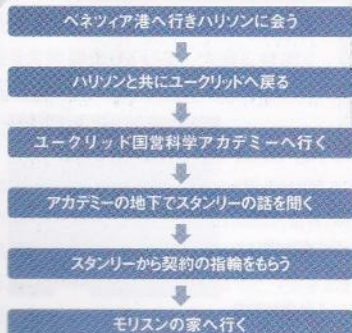 ベネツィア港へ行きハリソンに会う
ハリソンと共にユークリッドへ戻る
ユークリッド国営科学アカデミーへ行く
アカデミーの地下でスタンリーの話を聞く
スタンリーから契約の指輪をもらう
モリスンの家へ行く